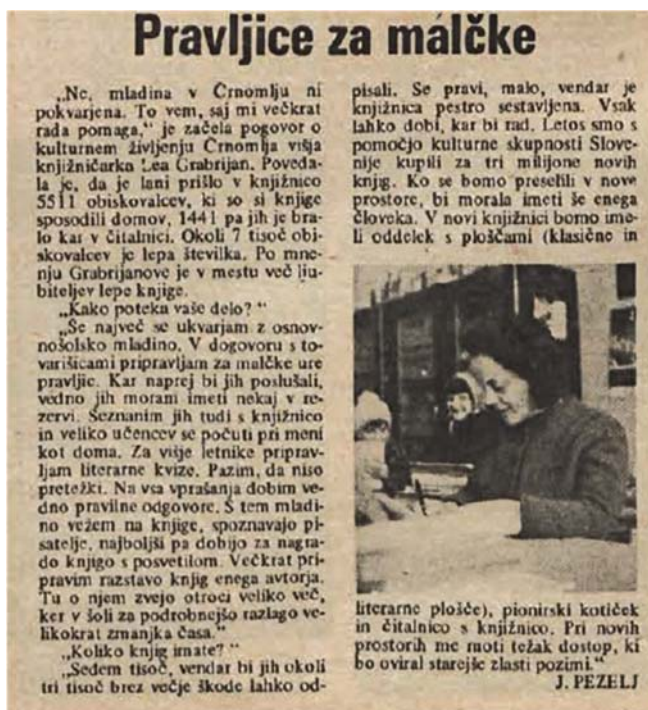 Pravljice za malčke
„Ne, mladina v Črnomlju ni
pokvarjena. To vem, saj mi večkrat
rada pomaga,“ je začela pogovor o
kulturnem življenju Črnomlja višja
knjižničarka Lea Grabrijan. Poveda-
la je, da je lani prišlo v knjižnico
5511 obiskovalcev, ki so si knjige
sposodili domov, 1441 pa jih je bra-
lo kar v čitalnici. Okoli 7 tisoč obi-
skovalcev je lepa številka. Po mne-
nju Grabrijanove je v mestu več lju-
biteljev lepe knjige.
„Kako poteka vaše delo? “
„Še največ se ukvarjam z osnov-
nošolsko mladino. V dogovoru s to-
varišicami pripravljam za malčke ure
pravljic. Kar naprej bi jih poslušali,
vedno jih moram imeti nekaj v re-
zervi. Seznanim jih tudi s knjižnico
in veliko učencev se počuti pri meni
kot doma. Za višje letnike priprav-
ljam literarne kvize. Pazim, da niso
pretežki. Na vsa vprašanja dobim ve-
dno pravilne odgovore. S tem mladi-
no vežem na knjige, spoznavajo pi-
satelje, najboljši pa dobijo za nagra-
do knjigo s posvetilom. Večkrat pri-
pravim razstavo knjig enega avtorja.
Tu o njem zvejo otroci veliko več,
ker v šoli za podrobnejšo razlago ve-
likokrat zmanjka časa.“
„Koliko knjig imate? “
„Sedem tisoč, vendar bi jih okoli
tri tisoč brez večje škode lahko od-
pisali. Se pravi, malo, vendar je
knjižnica pestro sestavljena. Vsak
lahko dobi, kar bi rad. Letos smo s
pomočjo kulturne skupnosti Slove-
nije kupili za tri milijone novih
knjig. Ko se bomo preselili v nove
prostore, bi morala imeti še enega
človeka. V novi knjižnici bomo ime-
li oddelek s ploščami (klasične in
literarne plošče), pionirski kotiček
in čitalnico s knjižnico. Pri novih
prostorih me moti težak dostop, ki
bo oviral starejše zlasti pozimi.“
J. PEZELJ